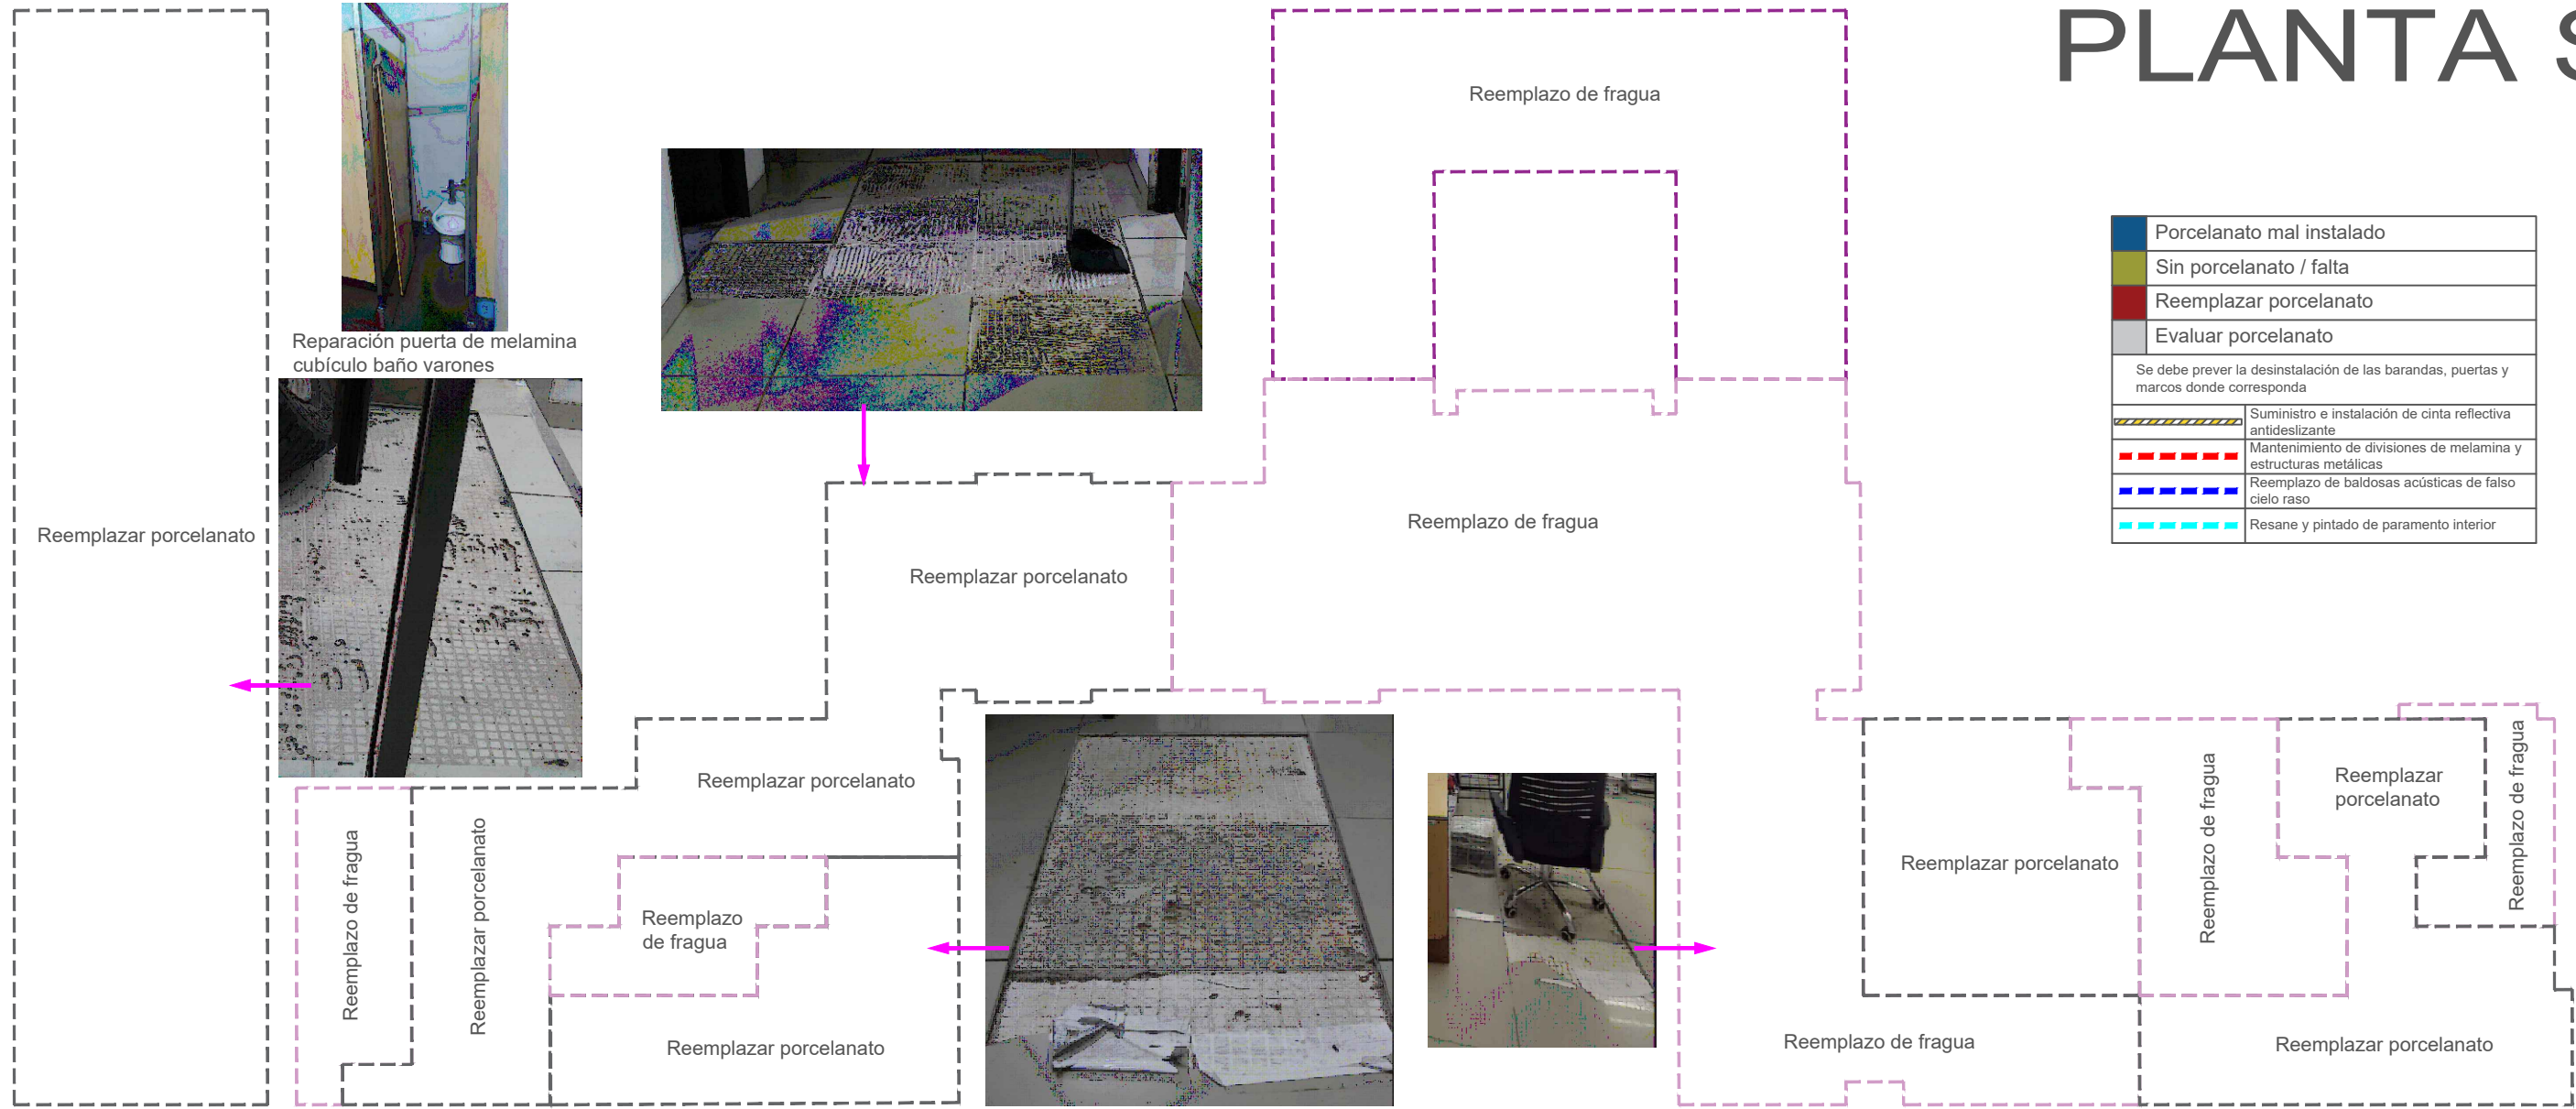 PLANTA S
Reemplazo de fragua
Porcelanato mal instalado
Sin porcelanato / falta
Reemplazar porcelanato
Evaluar porcelanato
Se debe prever la desinstalación de las barandas, puertas y
marcos donde corresponda
Suministro e instalación de cinta reflectiva
antideslizante
Mantenimiento de divisiones de melamina y
estructuras metálicas
Reemplazo de baldosas acústicas de falso
cielo raso
Resane y pintado de paramento interior
Reparación puerta de melamina
cubículo baño varones
Reemplazar porcelanato
Reemplazo de fragua
Reemplazar porcelanato
Reemplazar porcelanato
Reemplazo de fragua
Reemplazar porcelanato
Reemplazo
de fragua
Reemplazar porcelanato
Reemplazar porcelanato
Reemplazo de fragua
Reemplazar
porcelanato
Reemplazo de fragua
Reemplazo de fragua
Reemplazar porcelanato